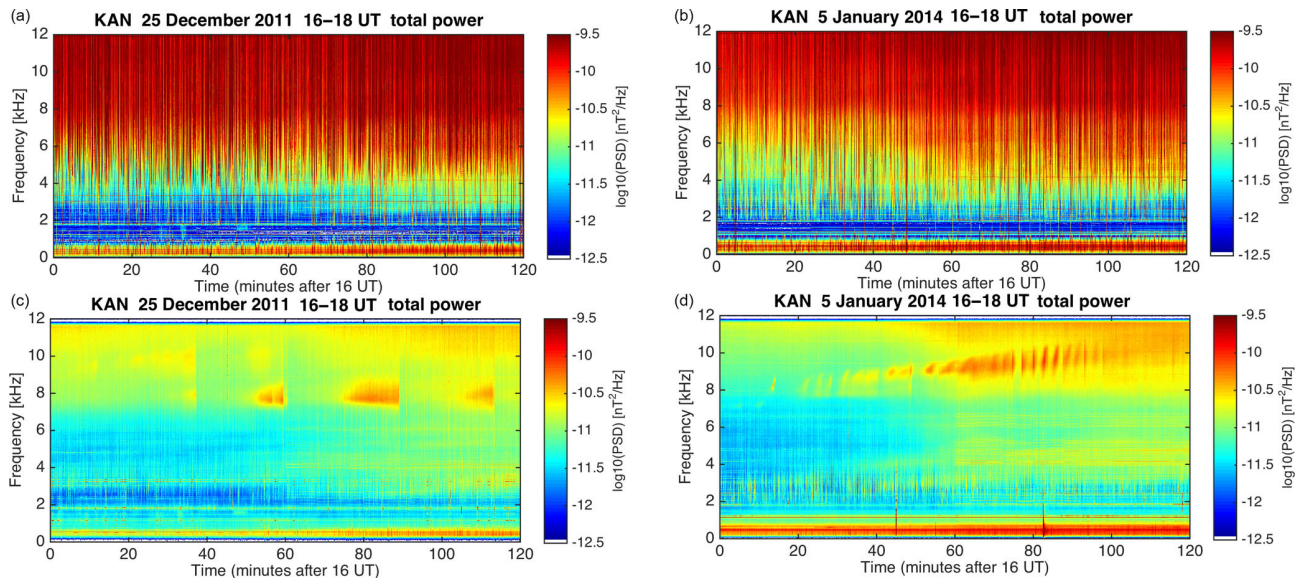 (a)
KAN 25 December 2011 16–18 UT total power
Frequency [kHz]
12
10
8
6
4
2
0
0 20 40 60 80 100 120
Time (minutes after 16 UT)
-9.5
-10
-10.5
-11
-11.5
-12
-12.5
log10(PSD) [nT²/Hz]
(b)
KAN 5 January 2014 16–18 UT total power
Frequency [kHz]
12
10
8
6
4
2
0
0 20 40 60 80 100 120
Time (minutes after 16 UT)
-9.5
-10
-10.5
-11
-11.5
-12
-12.5
log10(PSD) [nT²/Hz]
(c)
KAN 25 December 2011 16–18 UT total power
Frequency [kHz]
12
10
8
6
4
2
0
0 20 40 60 80 100 120
Time (minutes after 16 UT)
-9.5
-10
-10.5
-11
-11.5
-12
-12.5
log10(PSD) [nT²/Hz]
(d)
KAN 5 January 2014 16–18 UT total power
Frequency [kHz]
12
10
8
6
4
2
0
0 20 40 60 80 100 120
Time (minutes after 16 UT)
-9.5
-10
-10.5
-11
-11.5
-12
-12.5
log10(PSD) [nT²/Hz]